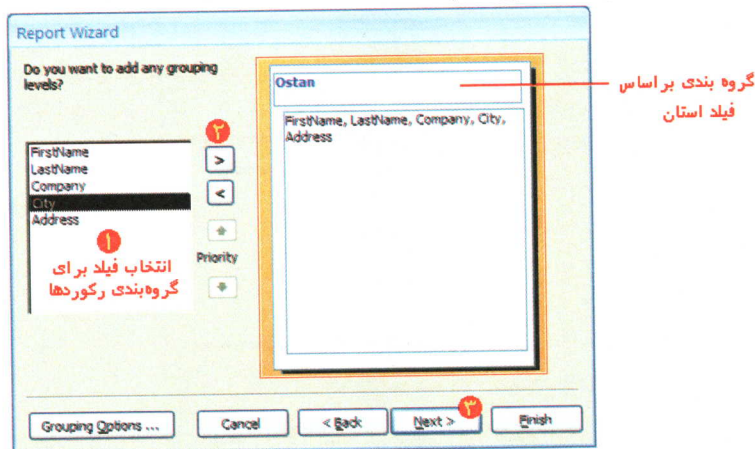 Report Wizard
Do you want to add any grouping
levels?
FirstName
LastName
Company
City
Address
۱
انتخاب فیلد برای
گروه‌بندی رکوردها
۲
>
<
Priority
Ostan
FirstName, LastName, Company, City,
Address
گروه بندی براساس
فیلد استان
Grouping Options ...
Cancel
< Back
Next >
۳
Finish